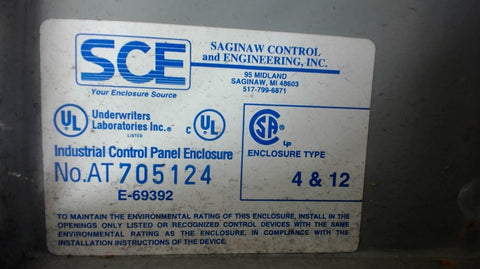 SCE
Your Enclosure Source
SAGINAW CONTROL
and ENGINEERING, INC.
95 MIDLAND
SAGINAW, MI 48603
517-799-6871
UL
Underwriters
Laboratories Inc.®
LISTED
C UL
Industrial Control Panel Enclosure
No.AT705124
E-69392
CSA
LP
ENCLOSURE TYPE
4 & 12
TO MAINTAIN THE ENVIRONMENTAL RATING OF THIS ENCLOSURE, INSTALL IN THE
OPENINGS ONLY LISTED OR RECOGNIZED CONTROL DEVICES WITH THE SAME
ENVIRONMENTAL RATING AS THE ENCLOSURE, IN COMPLIANCE WITH THE
INSTALLATION INSTRUCTIONS OF THE DEVICE.